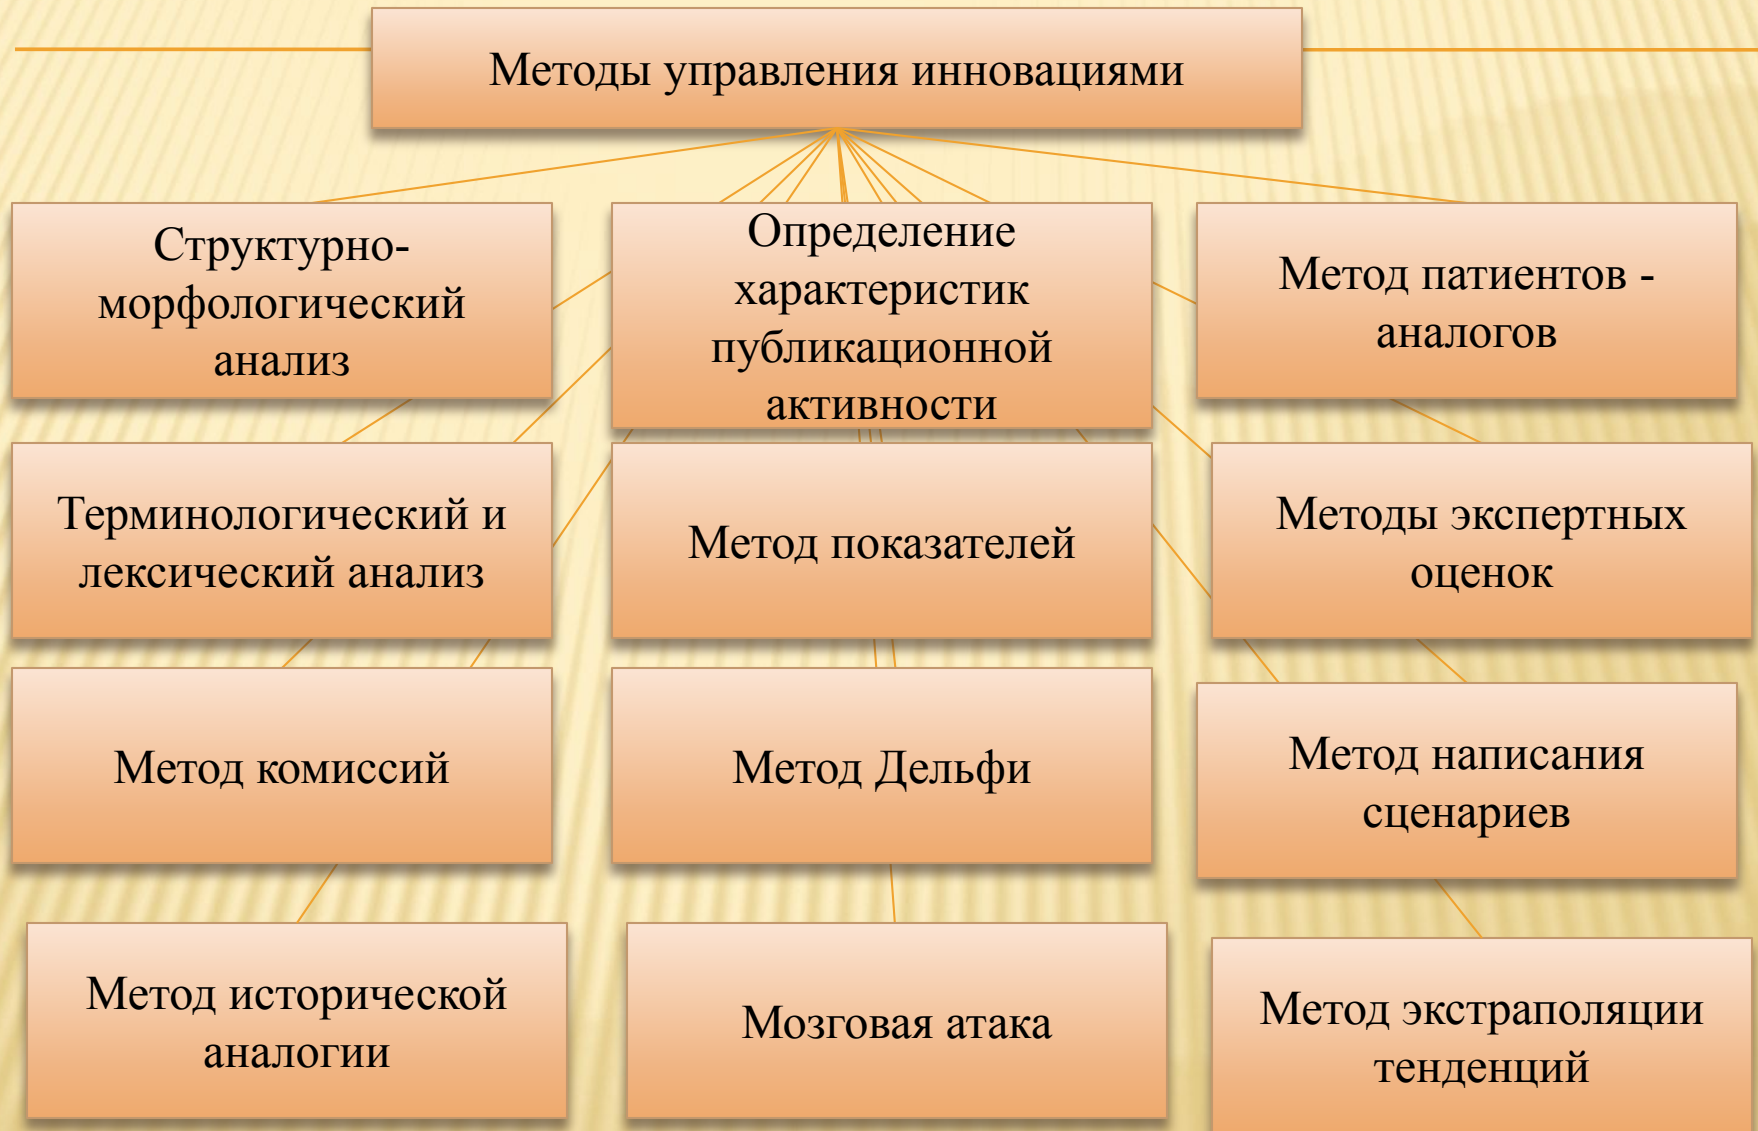 Методы управления инновациями
Структурно-
морфологический
анализ
Определение
характеристик
публикационной
активности
Метод патиентов -
аналогов
Терминологический и
лексический анализ
Метод показателей
Методы экспертных
оценок
Метод комиссий
Метод Дельфи
Метод написания
сценариев
Метод исторической
аналогии
Мозговая атака
Метод экстраполяции
тенденций